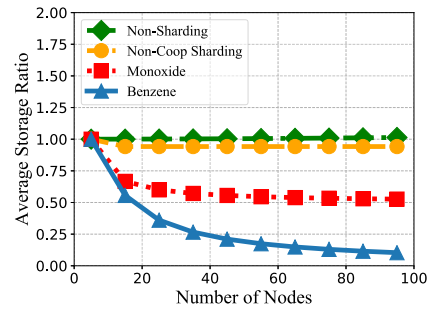 2.00
1.75
1.50
1.25
1.00
0.75
0.50
0.25
0.00
Average Storage Ratio
Non-Sharding
Non-Coop Sharding
Monoxide
Benzene
0 20 40 60 80 100
Number of Nodes